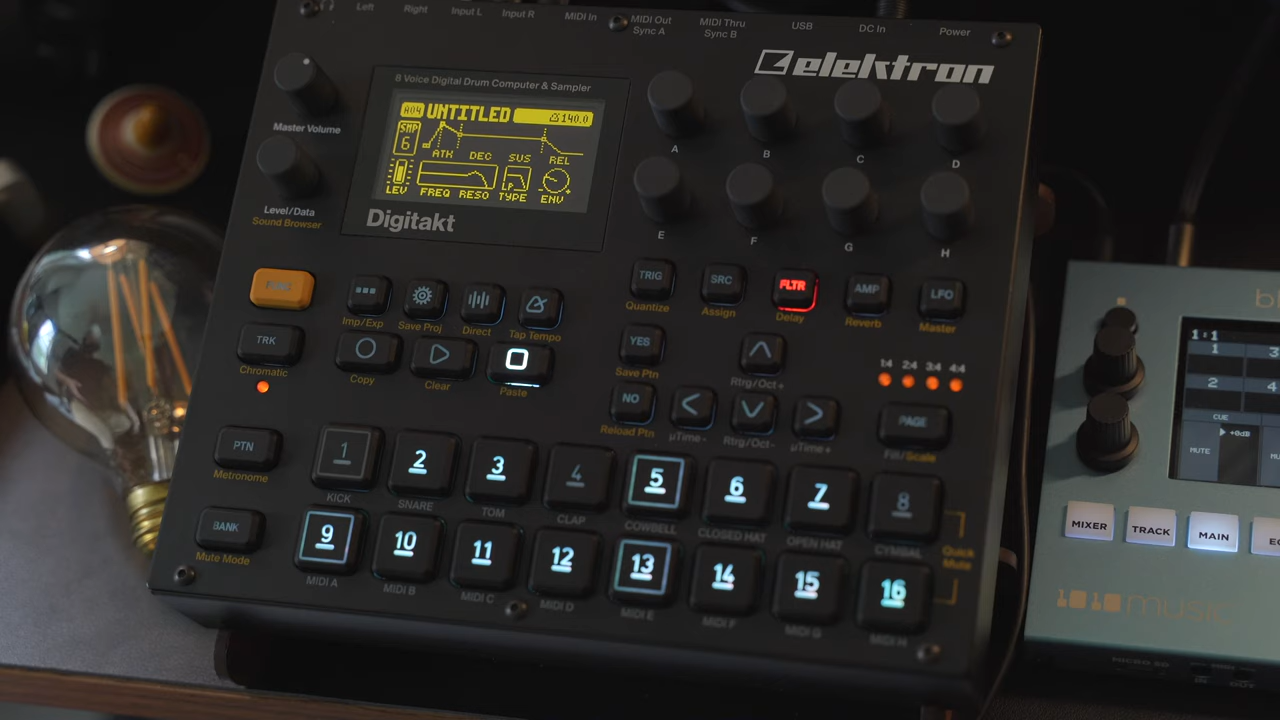 Left Right Input L Input R MIDI In MIDI Out MIDI Thru USB DC In Power
Sync A Sync B
elektron
8 Voice Digital Drum Computer & Sampler
A04 UNTITLED 140.0
SMP
6
ATK DEC SUS REL
LEV FREQ RESO TYPE ENV
LP
Digitakt
Master Volume
Level/Data
Sound Browser
A B C D
E F G H
TRIG SRC FLTR AMP LFO
Quantize Assign Delay Reverb Master
Imp/Exp Save Proj Direct Tap Tempo
TRK
Chromatic
Copy Clear Paste
YES
Save Ptn
Rtrg/Oct+
NO
Reload Ptn µTime- Rtrg/Oct- µTime+
1:4 2:4 3:4 4:4
PAGE
Fill/Scale
PTN
Metronome
1 2 3 4 5 6 7 8
KICK SNARE TOM CLAP COWBELL CLOSED HAT OPEN HAT CYMBAL
BANK
Mute Mode
9 10 11 12 13 14 15 16
MIDI A MIDI B MIDI C MIDI D MIDI E MIDI F MIDI G MIDI H
Quick
Mute
1:1
1 3
2 4
CUE
+0dB
MUTE
MIXER TRACK MAIN
1010music
MICRO SD
IN OUT